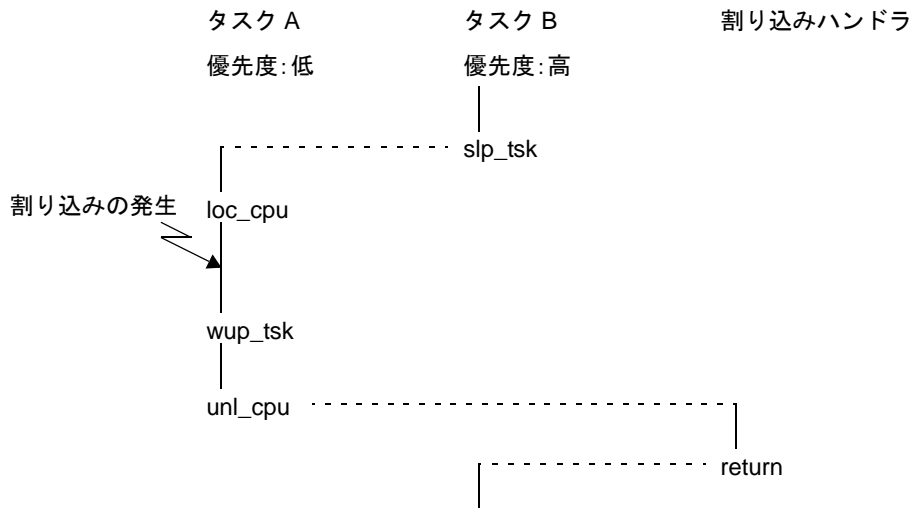 タスク A タスク B 割り込みハンドラ
優先度：低 優先度：高
slp_tsk
割り込みの発生 loc_cpu
wup_tsk
unl_cpu
return